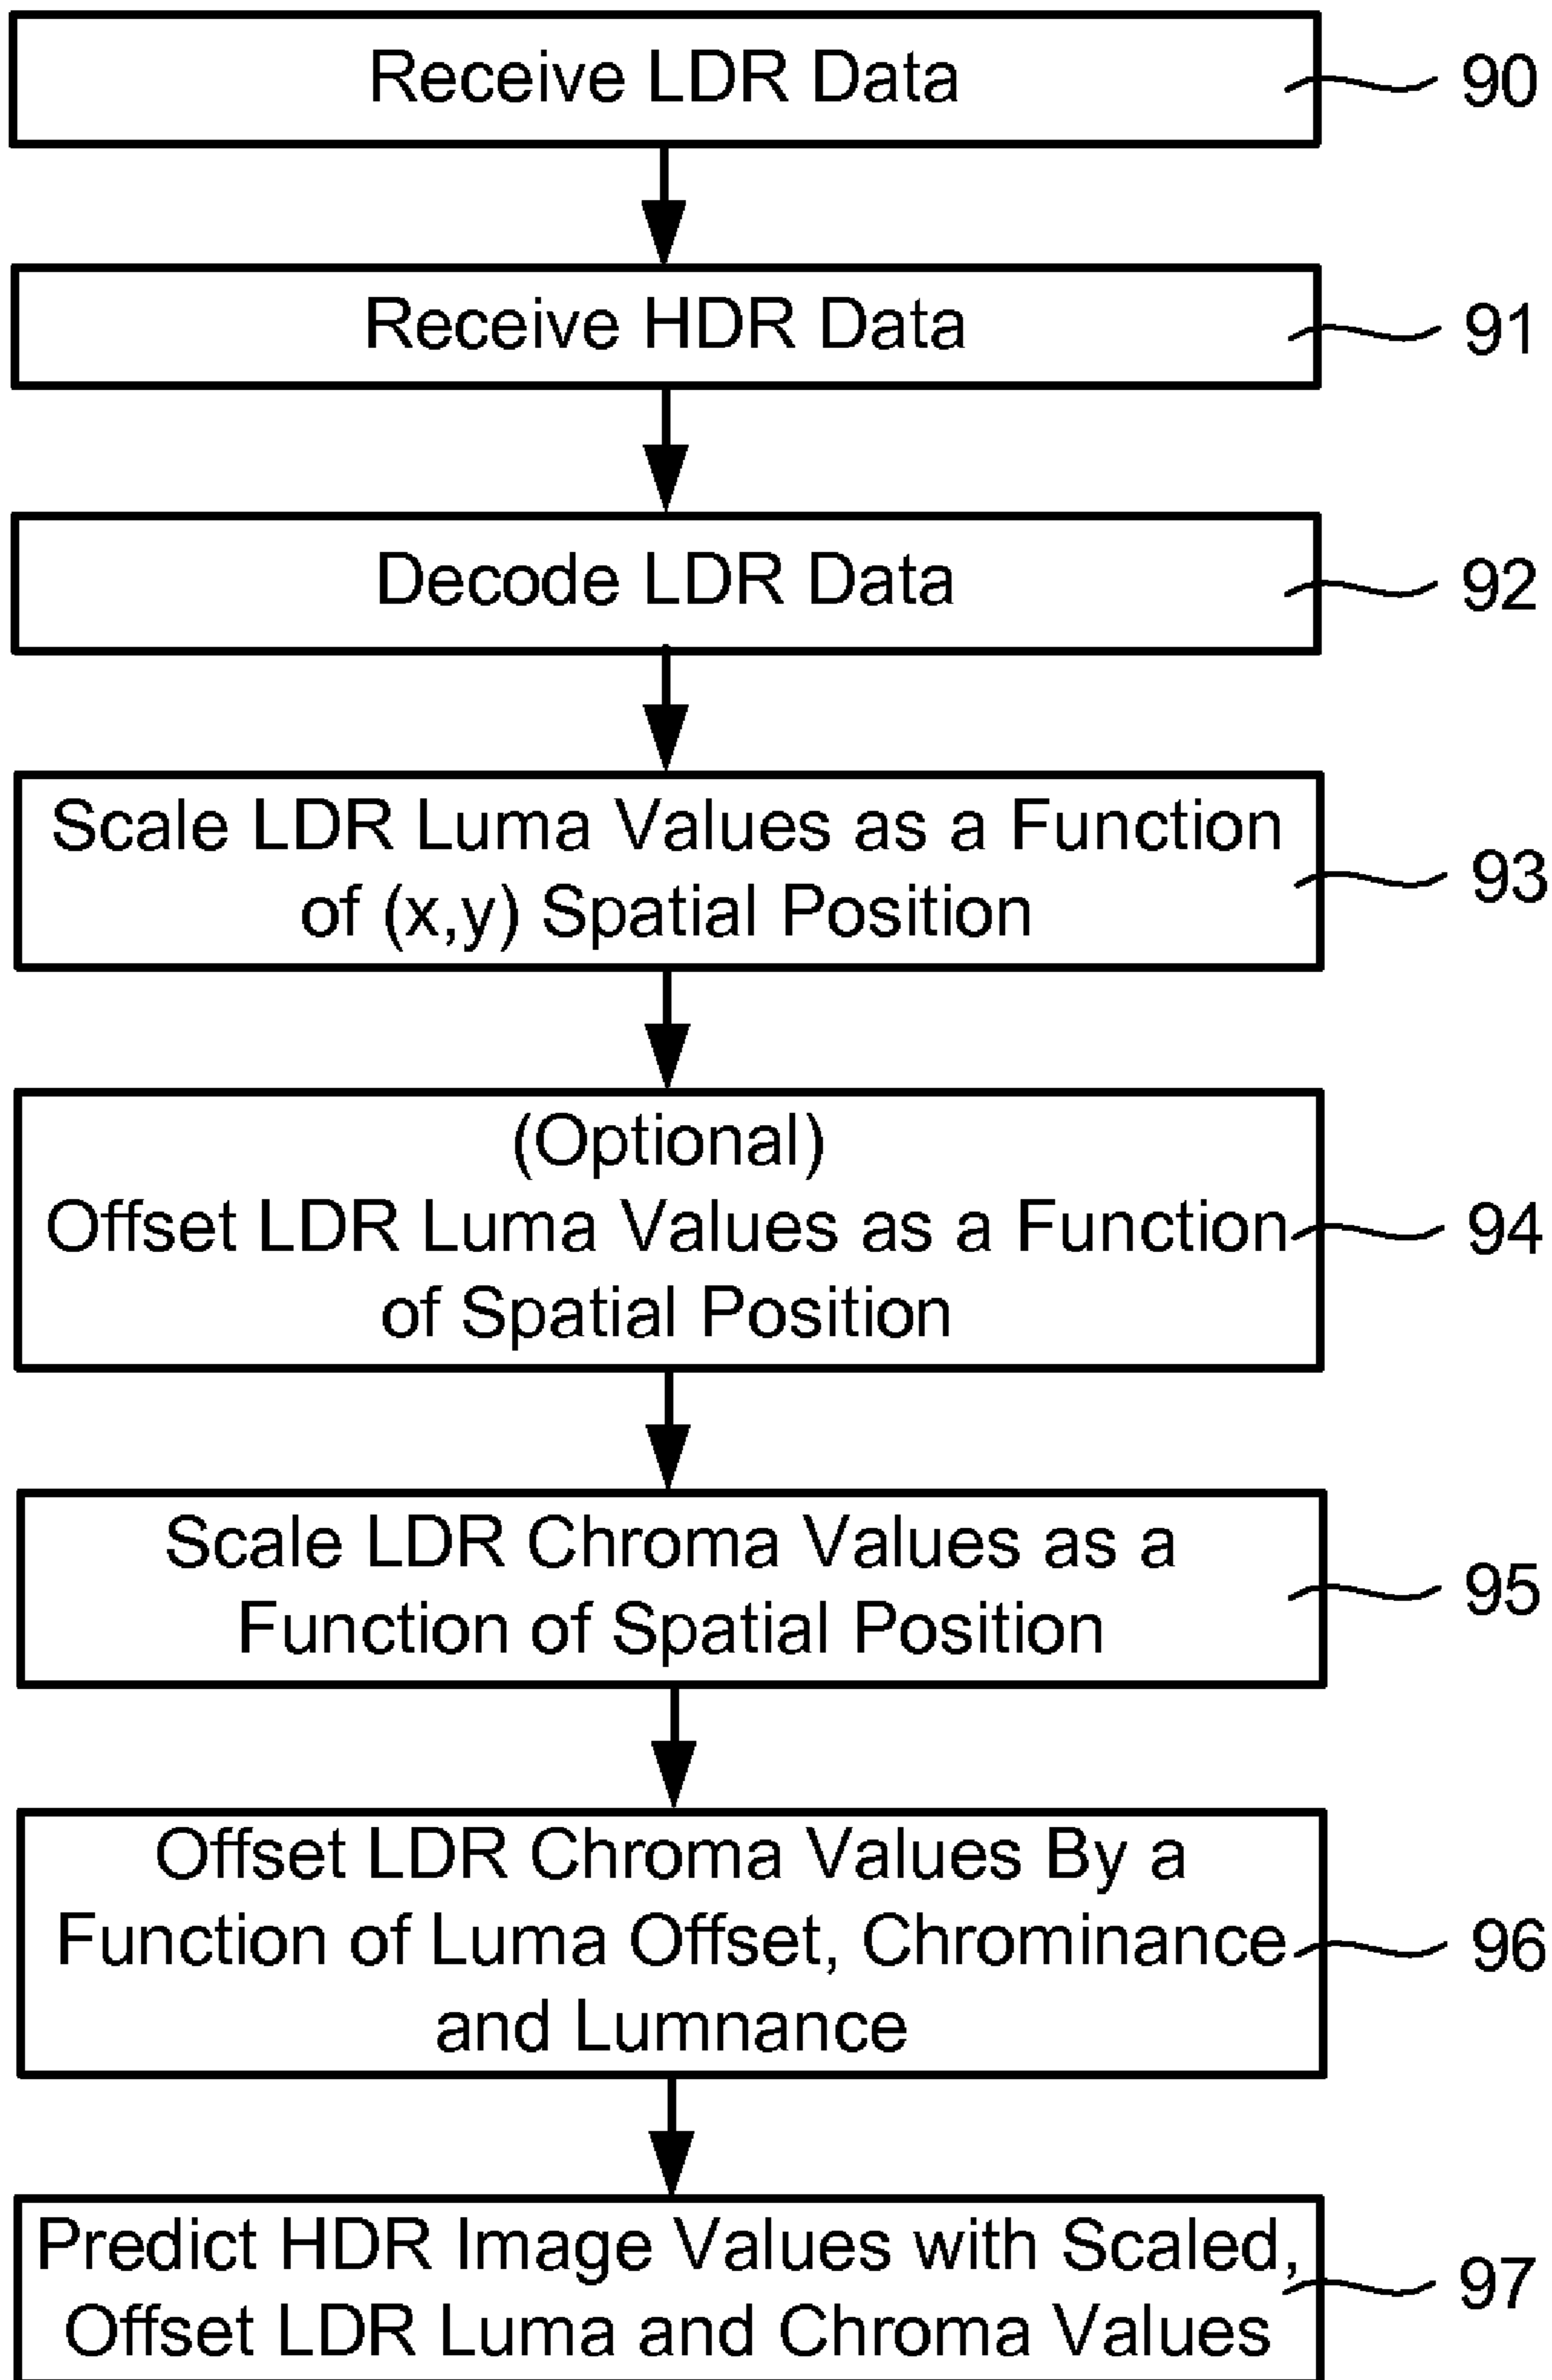 Receive LDR Data
90
Receive HDR Data
91
Decode LDR Data
92
Scale LDR Luma Values as a Function
of (x,y) Spatial Position
93
(Optional)
Offset LDR Luma Values as a Function
of Spatial Position
94
Scale LDR Chroma Values as a
Function of Spatial Position
95
Offset LDR Chroma Values By a
Function of Luma Offset, Chrominance
and Lumnance
96
Predict HDR Image Values with Scaled,
Offset LDR Luma and Chroma Values
97